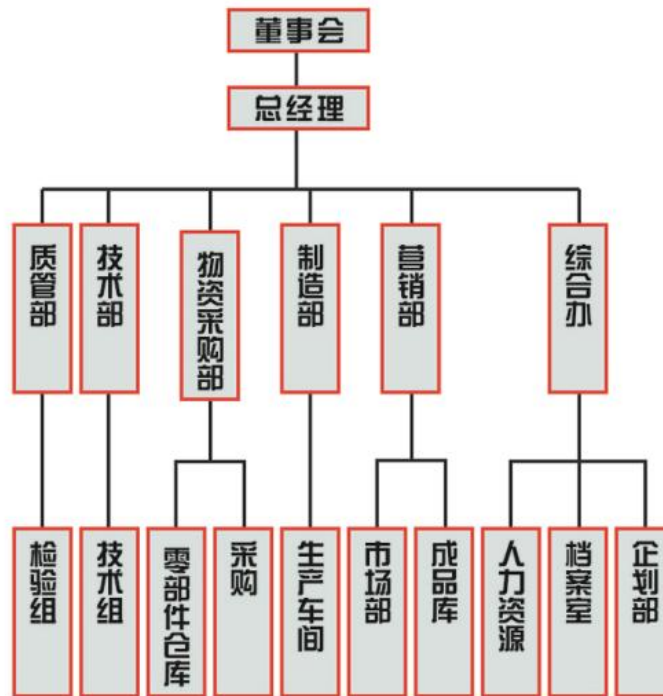 董事会
总经理
质管部
技术部
物资采购部
制造部
营销部
综合办
检验组
技术组
零部件仓库
采购
生产车间
市场部
成品库
人力资源
档案室
企划部